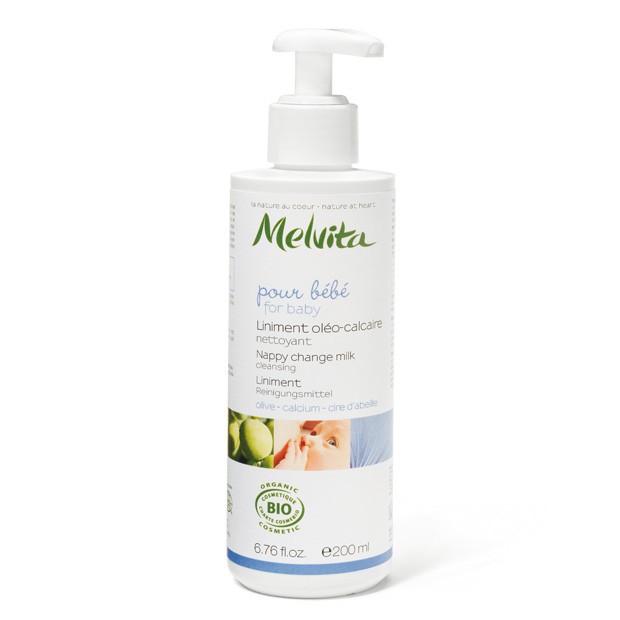 la nature au coeur - nature at heart
Melvita
pour bébé
for baby
Liniment oléo-calcaire
nettoyant
Nappy change milk
cleansing
Liniment
Reinigungsmittel
olive - calcium - cire d'abeille
ORGANIC
COSMETIQUE
BIO
CHARTE COSMEBIO
COSMETIC
6.76 fl.oz. e200 ml